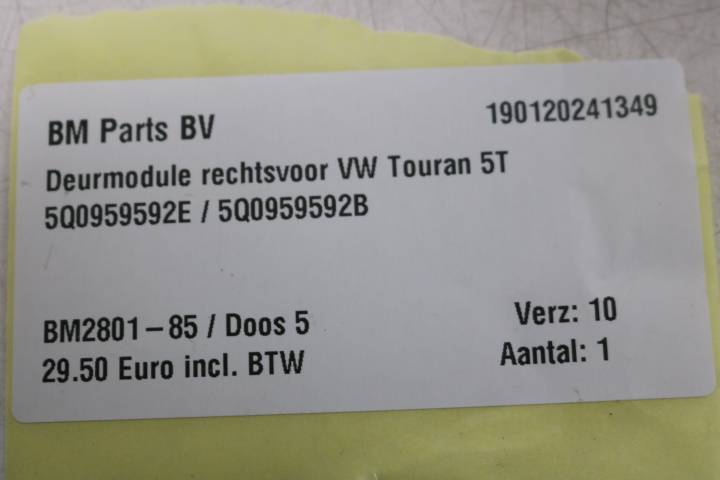 BM Parts BV 190120241349
Deurmodule rechtsvoor VW Touran 5T
5Q0959592E / 5Q0959592B
BM2801-85 / Doos 5 Verz: 10
29.50 Euro incl. BTW Aantal: 1